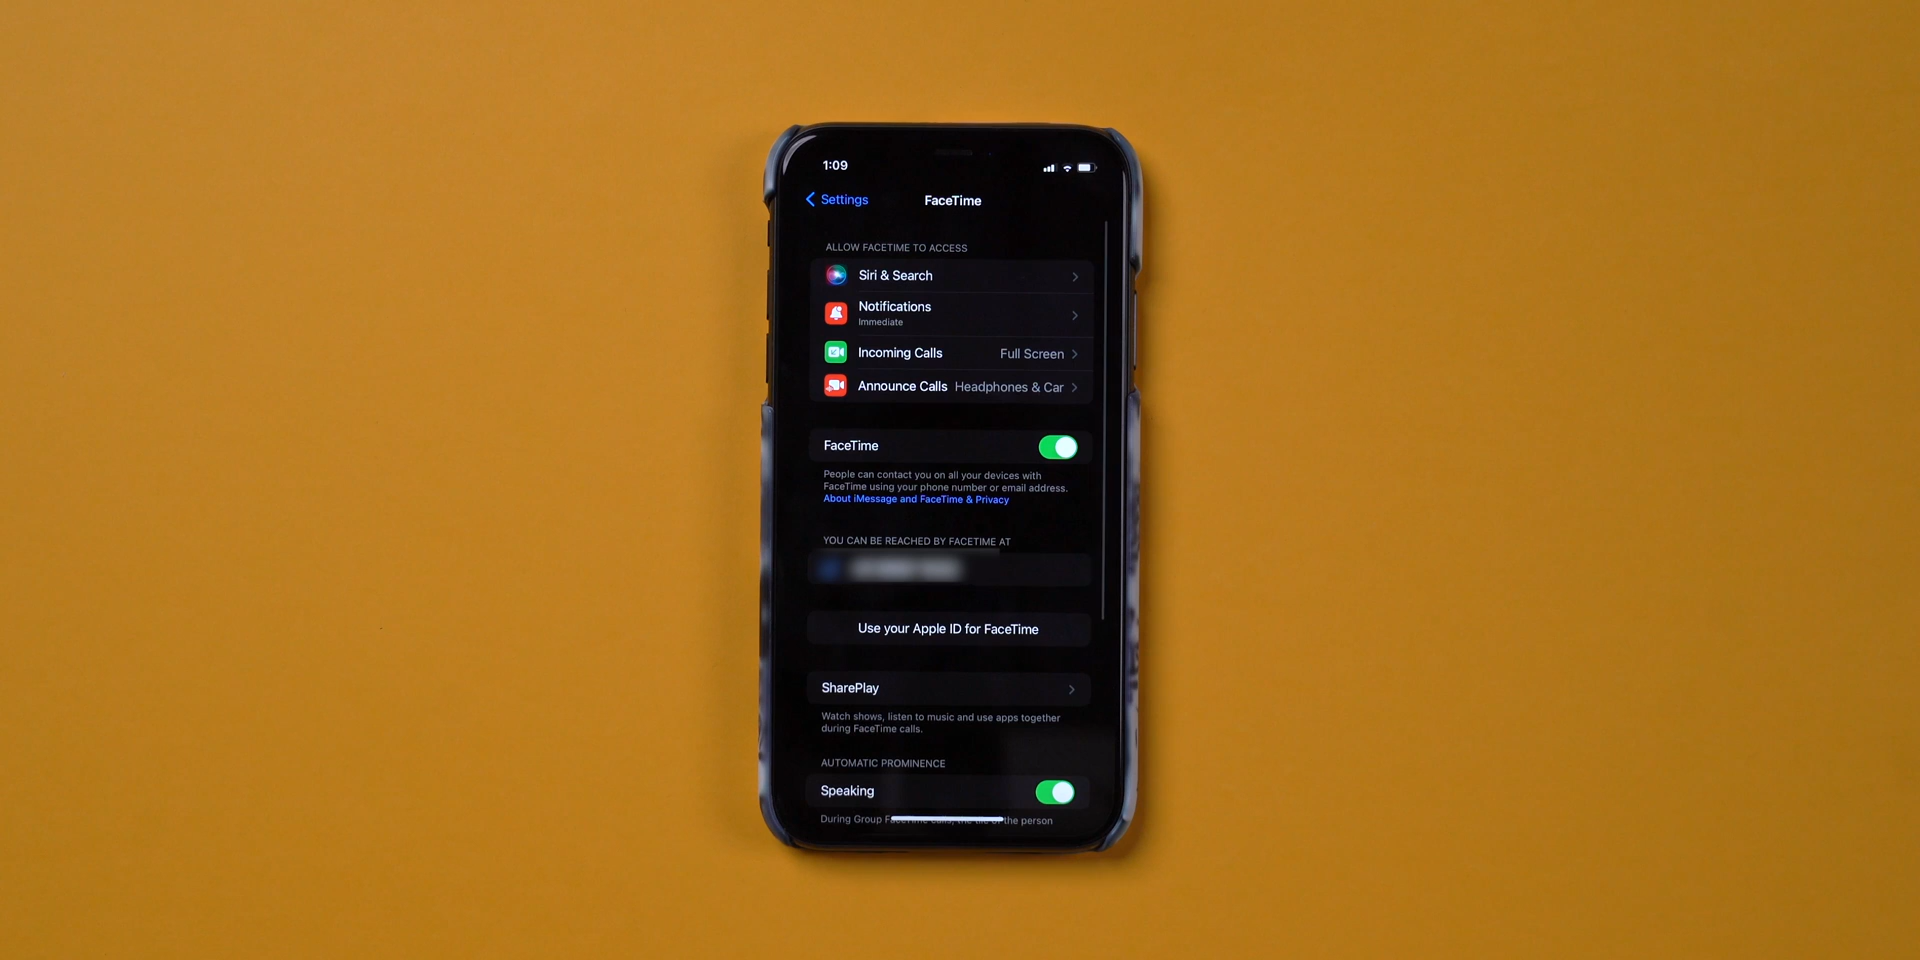 1:09
Settings
FaceTime
ALLOW FACETIME TO ACCESS
Siri & Search
Notifications
Immediate
Incoming Calls Full Screen
Announce Calls Headphones & Car
FaceTime
People can contact you on all your devices with
FaceTime using your phone number or email address.
About iMessage and FaceTime & Privacy
YOU CAN BE REACHED BY FACETIME AT
Use your Apple ID for FaceTime
SharePlay
Watch shows, listen to music and use apps together
during FaceTime calls.
AUTOMATIC PROMINENCE
Speaking
During Group FaceTime calls, the tile of the person